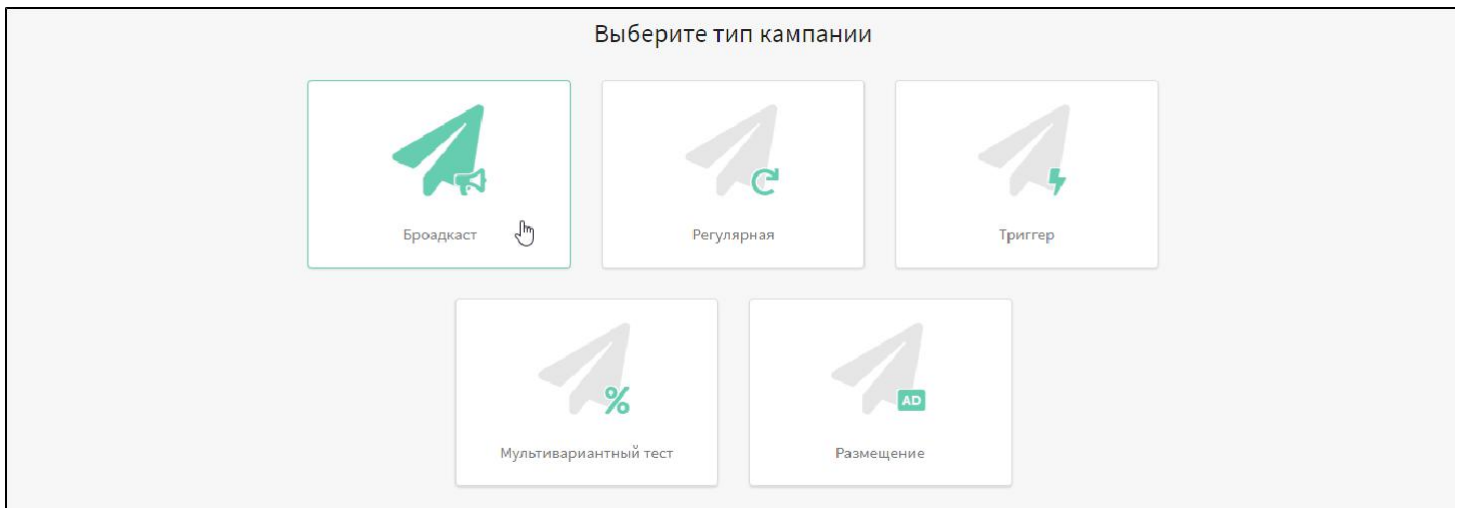 Выберите тип кампании
Броадкаст
Регулярная
Триггер
%
AD
Мультивариантный тест
Размещение